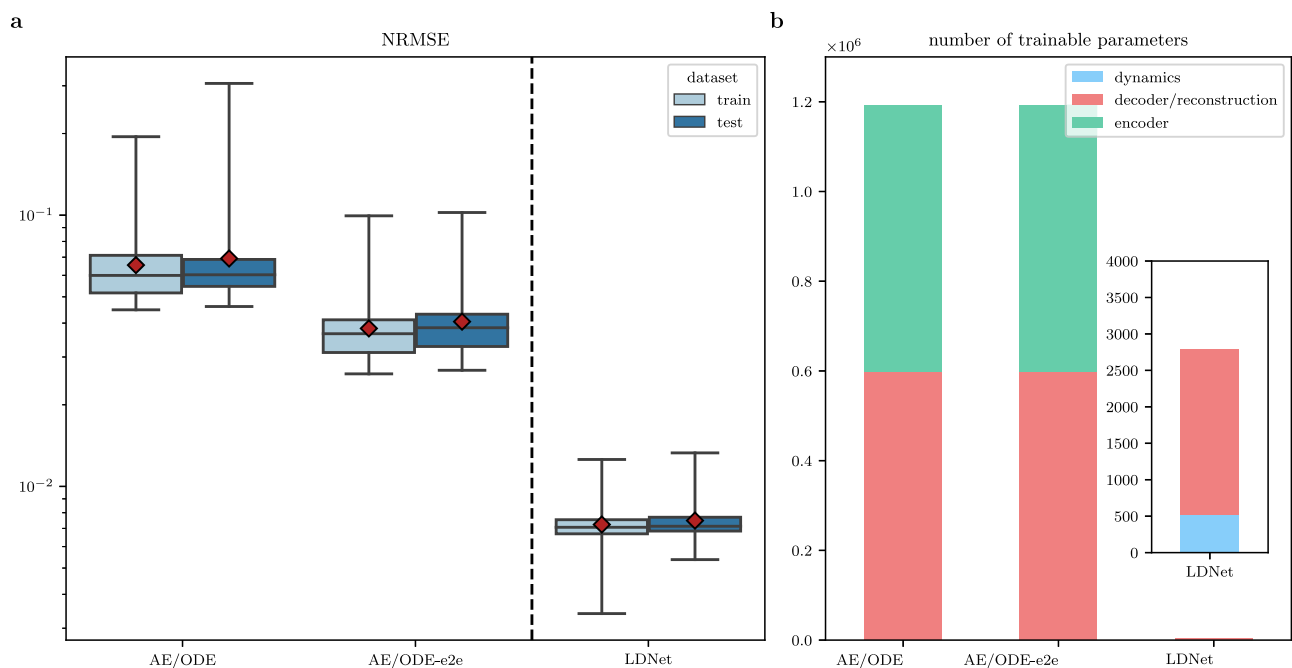 a
NRMSE
dataset
train
test
10⁻¹
10⁻²
AE/ODE
AE/ODE-e2e
LDNet
b
number of trainable parameters
×10⁶
dynamics
decoder/reconstruction
encoder
1.2
1.0
0.8
0.6
0.4
0.2
0.0
4000
3500
3000
2500
2000
1500
1000
500
0
LDNet
AE/ODE
AE/ODE-e2e
LDNet